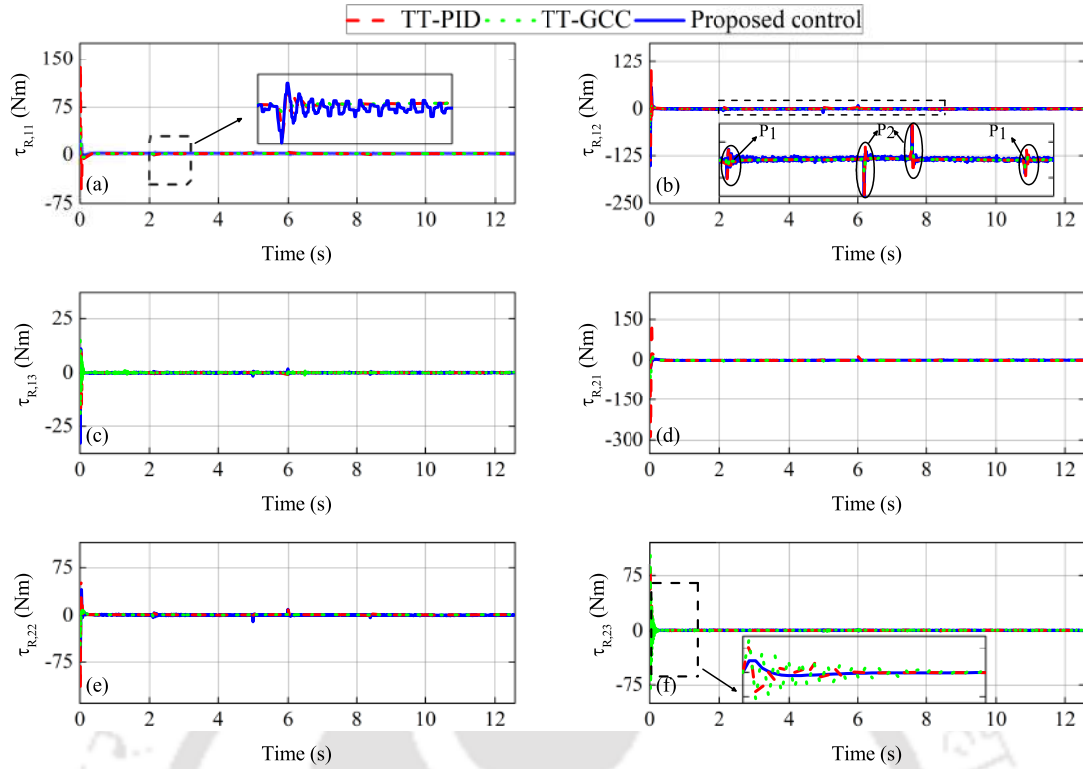 TT-PID TT-GCC Proposed control
τR,11 (Nm)
150
75
0
-75
(a)
0 2 4 6 8 10 12
Time (s)
τR,12 (Nm)
125
0
-125
-250
P1 P2 P1
(b)
0 2 4 6 8 10 12
Time (s)
τR,13 (Nm)
25
0
-25
(c)
0 2 4 6 8 10 12
Time (s)
τR,21 (Nm)
150
0
-150
-300
(d)
0 2 4 6 8 10 12
Time (s)
τR,22 (Nm)
75
0
-75
(e)
0 2 4 6 8 10 12
Time (s)
τR,23 (Nm)
75
0
-75
(f)
0 2 4 6 8 10 12
Time (s)